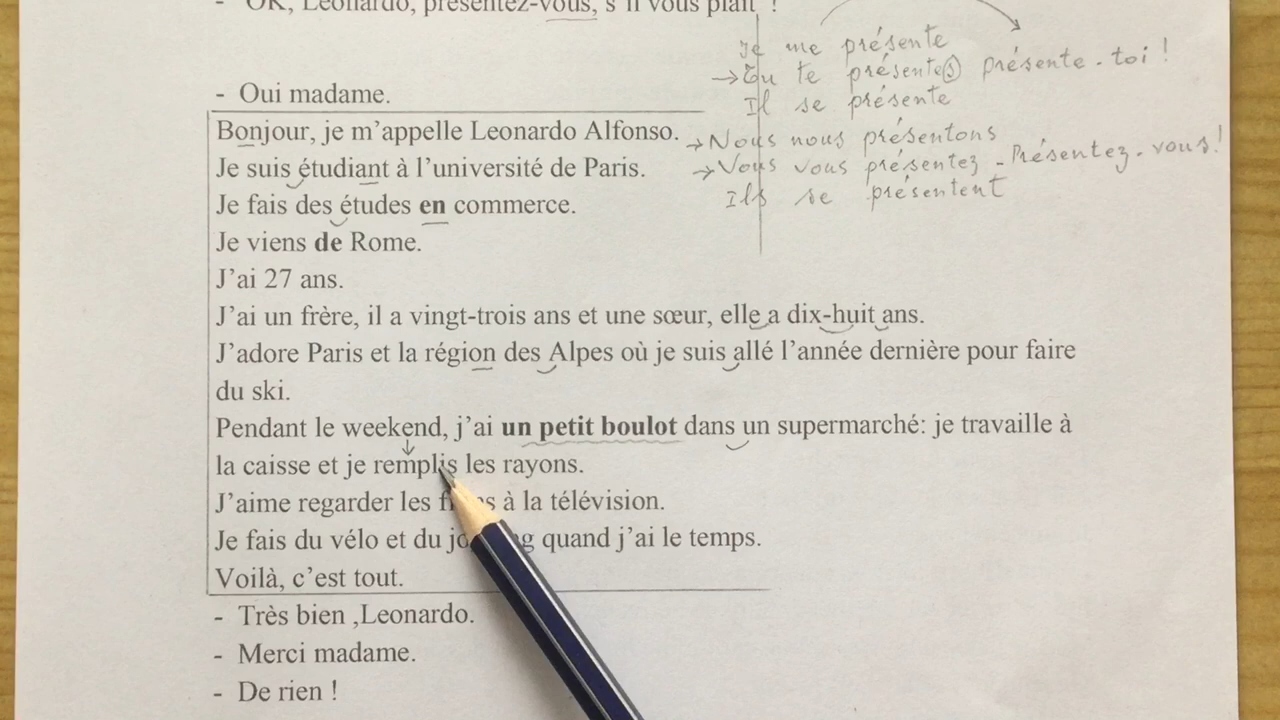 - OK, Leonardo, présentez-vous, s'il vous plaît !
Je me présente
→ Tu te présentes présente-toi !
Il se présente
- Oui madame.
Bonjour, je m'appelle Leonardo Alfonso.
→ Nous nous présentons
Je suis étudiant à l'université de Paris.
→ Vous vous présentez - Présentez-vous !
Ils se présentent
Je fais des études en commerce.
Je viens de Rome.
J'ai 27 ans.
J'ai un frère, il a vingt-trois ans et une sœur, elle a dix-huit ans.
J'adore Paris et la région des Alpes où je suis allé l'année dernière pour faire
du ski.
Pendant le weekend, j'ai un petit boulot dans un supermarché: je travaille à
la caisse et je remplis les rayons.
J'aime regarder les à la télévision.
Je fais du vélo et du quand j'ai le temps.
Voilà, c'est tout.
- Très bien ,Leonardo.
- Merci madame.
- De rien !